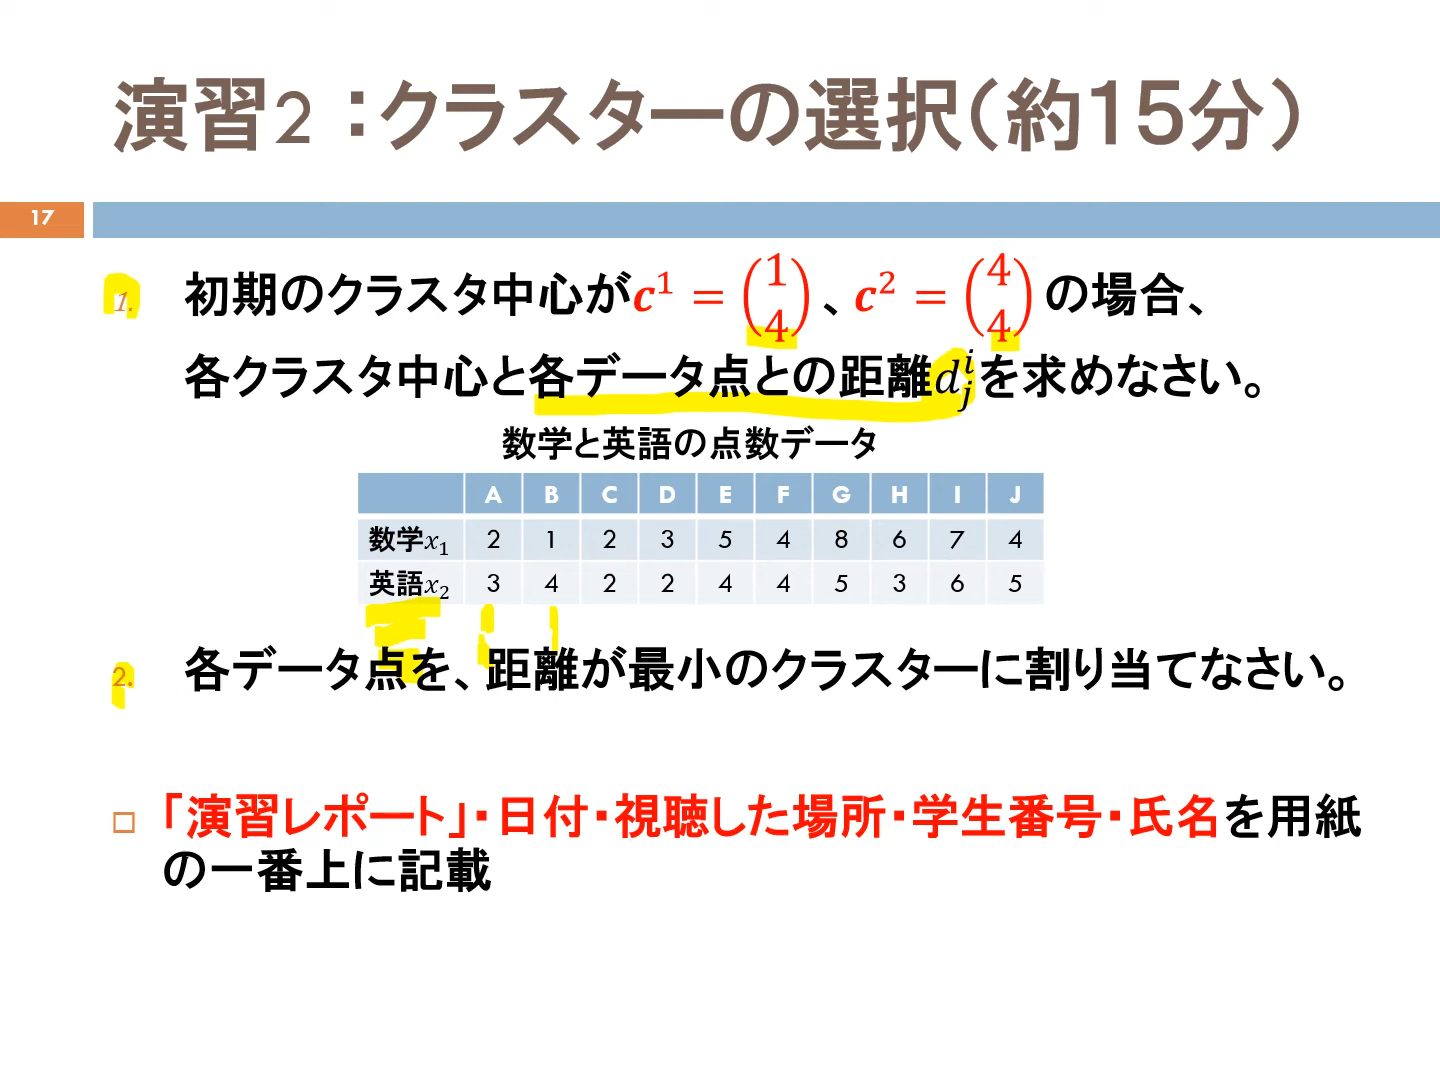 演習2：クラスターの選択（約15分）
17
1. 初期のクラスタ中心がc¹ = (1 4)、c² = (4 4)の場合、
各クラスタ中心と各データ点との距離dⱼⁱを求めなさい。
数学と英語の点数データ
A B C D E F G H I J
数学x₁ 2 1 2 3 5 4 8 6 7 4
英語x₂ 3 4 2 2 4 4 5 3 6 5
2. 各データ点を、距離が最小のクラスターに割り当てなさい。
「演習レポート」・日付・視聴した場所・学生番号・氏名を用紙
の一番上に記載